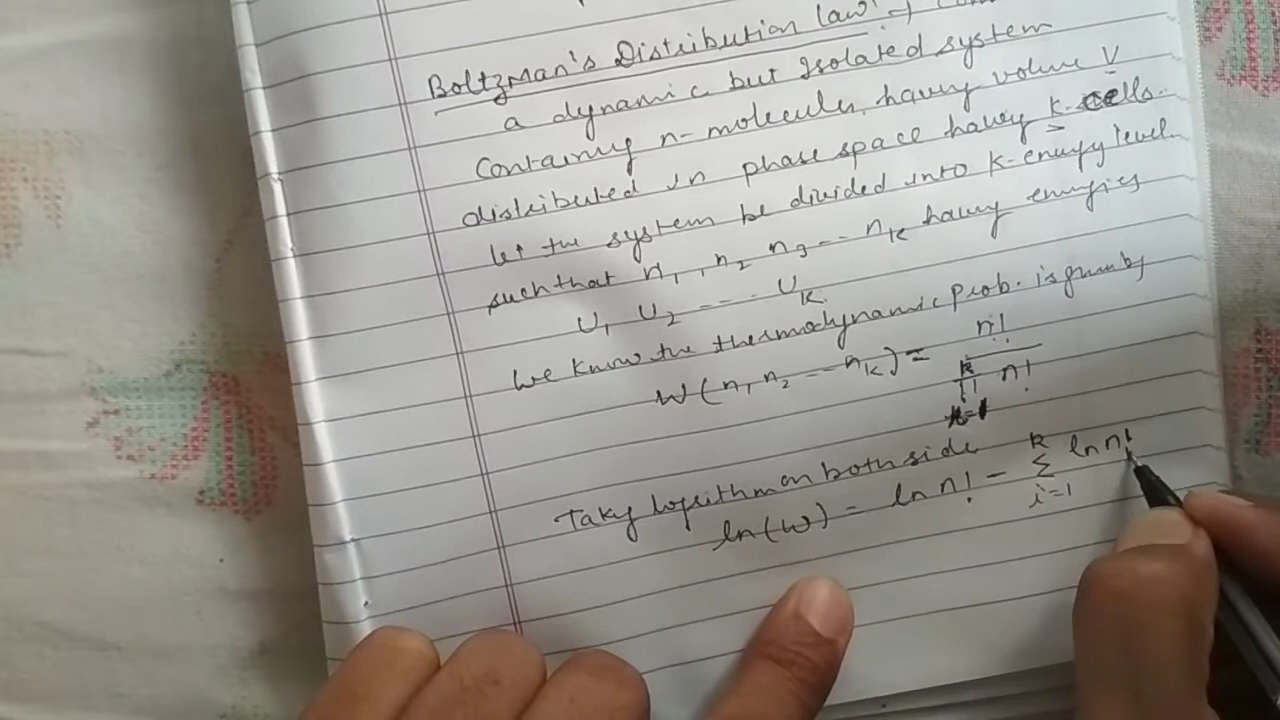 Boltzman's Distribution law :→
a dynamic but Isolated system
Containing n-molecules, having volume V
distributed in phase space having k-cells.
let the system be divided into K-energy level
such that n₁, n₂ n₃ --- nK having energies
U₁ U₂ --- UK
We know the thermodynamic prob. is given by
W(n₁ n₂ -- nK) = n! / k Π i=1 n!
Taking logarithm on both side
ln(W) = ln n! - k Σ i=1 ln n!